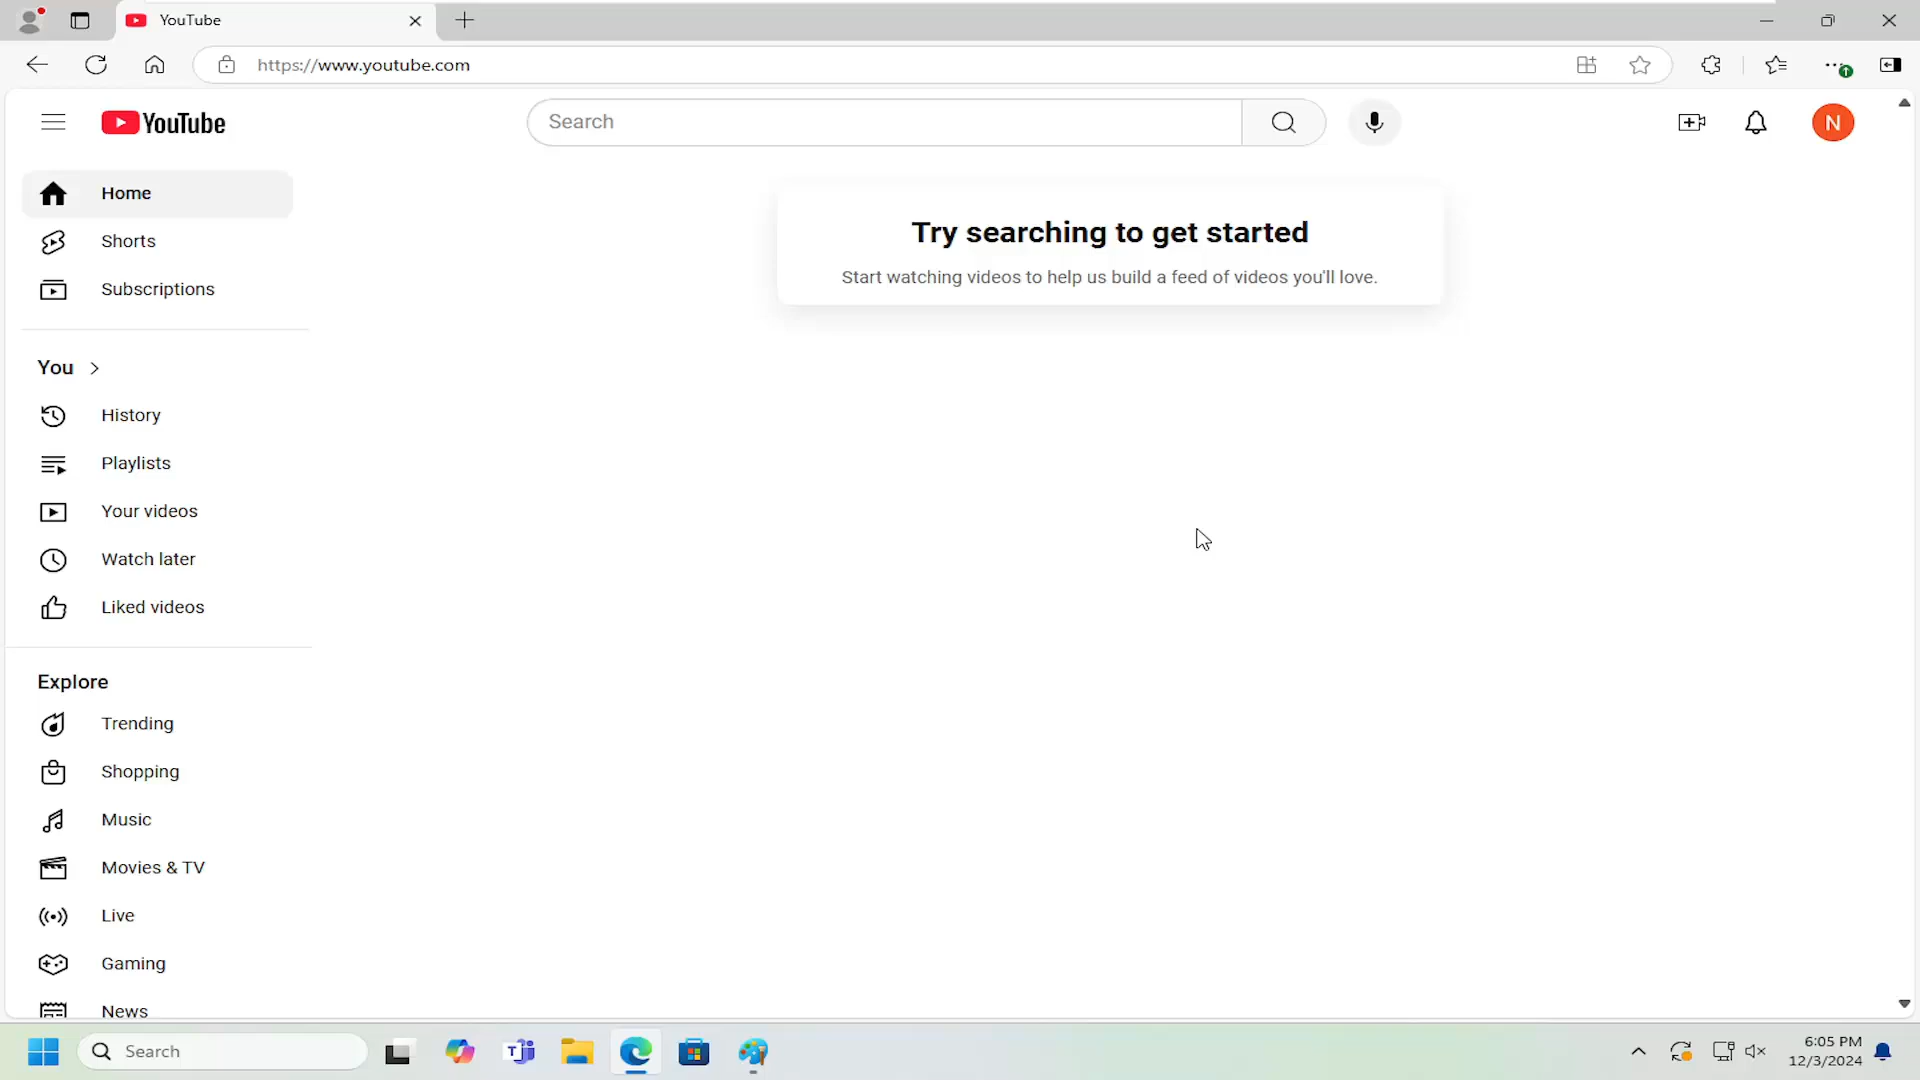 YouTube
https://www.youtube.com
YouTube
Search
N
Home
Shorts
Subscriptions
You
History
Playlists
Your videos
Watch later
Liked videos
Explore
Trending
Shopping
Music
Movies & TV
Live
Gaming
News
Try searching to get started
Start watching videos to help us build a feed of videos you'll love.
Search
6:05 PM
12/3/2024